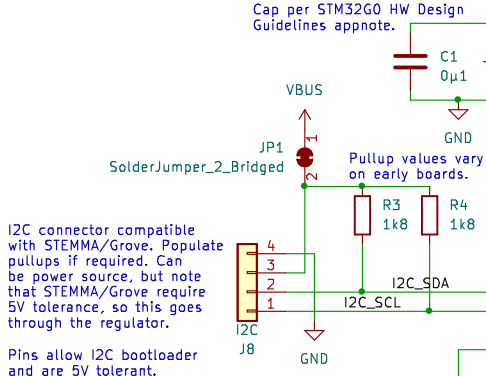 Cap per STM32G0 HW Design
Guidelines appnote.
C1
0µ1
GND
VBUS
1
JP1
SolderJumper_2_Bridged
2
Pullup values vary
on early boards.
R3
1k8
R4
1k8
I2C connector compatible
with STEMMA/Grove. Populate
pullups if required. Can
be power source, but note
that STEMMA/Grove require
5V tolerance, so this goes
through the regulator.
Pins allow I2C bootloader
and are 5V tolerant.
4
3
2
1
I2C
J8
I2C_SDA
I2C_SCL
GND